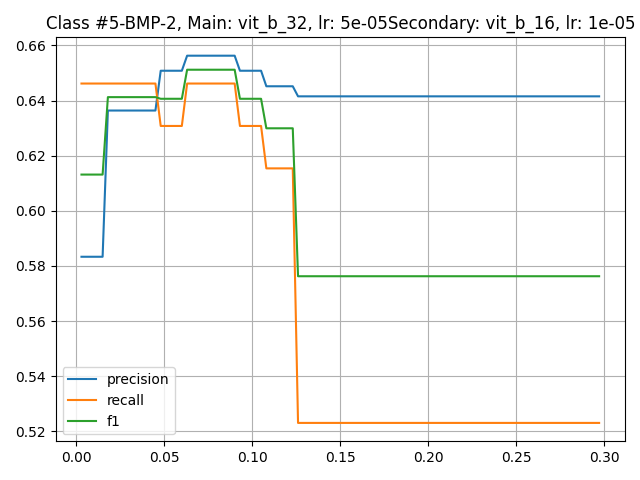 Class #5-BMP-2, Main: vit_b_32, lr: 5e-05Secondary: vit_b_16, lr: 1e-05
0.66
0.64
0.62
0.60
0.58
0.56
0.54
0.52
precision
recall
f1
0.00 0.05 0.10 0.15 0.20 0.25 0.30